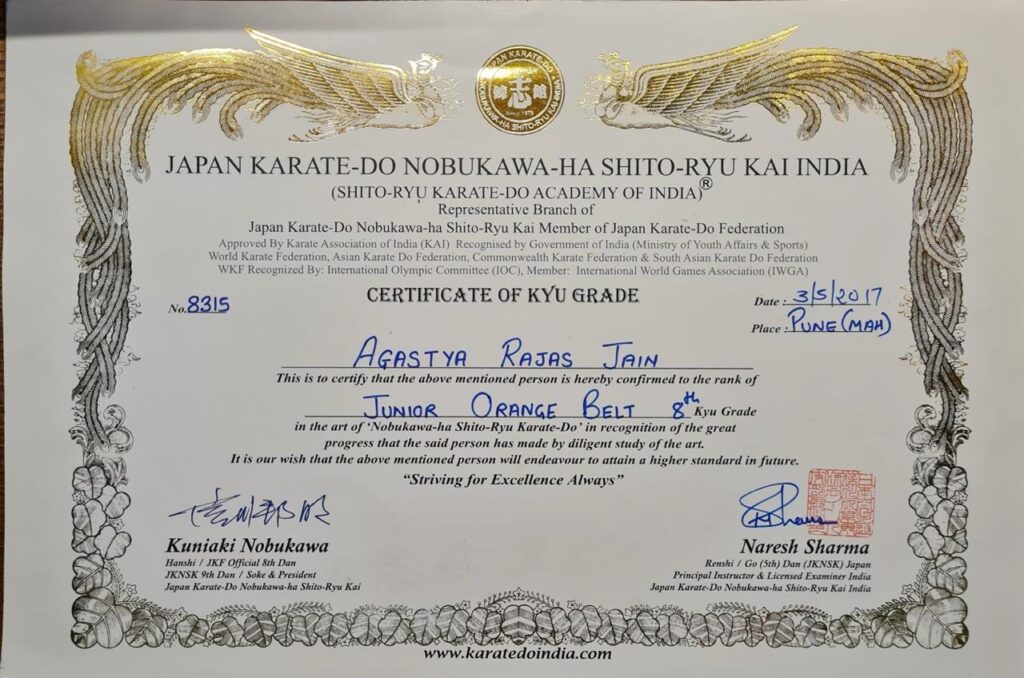 JAPAN KARATE-DO
志
館
NOBUKAWA-HA SHITO-RYU KAI INDIA
JAPAN KARATE-DO NOBUKAWA-HA SHITO-RYU KAI INDIA
(SHITO-RYU KARATE-DO ACADEMY OF INDIA)®
Representative Branch of
Japan Karate-Do Nobukawa-ha Shito-Ryu Kai Member of Japan Karate-Do Federation
Approved By Karate Association of India (KAI) Recognised by Government of India (Ministry of Youth Affairs & Sports)
World Karate Federation, Asian Karate Do Federation, Commonwealth Karate Federation & South Asian Karate Do Federation
WKF Recognized By: International Olympic Committee (IOC), Member: International World Games Association (IWGA)
CERTIFICATE OF KYU GRADE
No. 8315
Date : 3/5/2017
Place : PUNE (MAH)
AGASTYA RAJAS JAIN
This is to certify that the above mentioned person is hereby confirmed to the rank of
JUNIOR ORANGE BELT 8th Kyu Grade
in the art of ‘Nobukawa-ha Shito-Ryu Karate-Do’ in recognition of the great
progress that the said person has made by diligent study of the art.
It is our wish that the above mentioned person will endeavour to attain a higher standard in future.
“Striving for Excellence Always”
Kuniaki Nobukawa
Hanshi / JKF Official 8th Dan
JKNSK 9th Dan / Soke & President
Japan Karate-Do Nobukawa-Ha Shito-Ryu Kai
Naresh Sharma
Renshi / Go (5th) Dan (JKNSK) Japan
Principal Instructor & Licensed Examiner India
Japan Karate-Do Nobukawa-Ha Shito-Ryu Kai India
www.karatedoindia.com